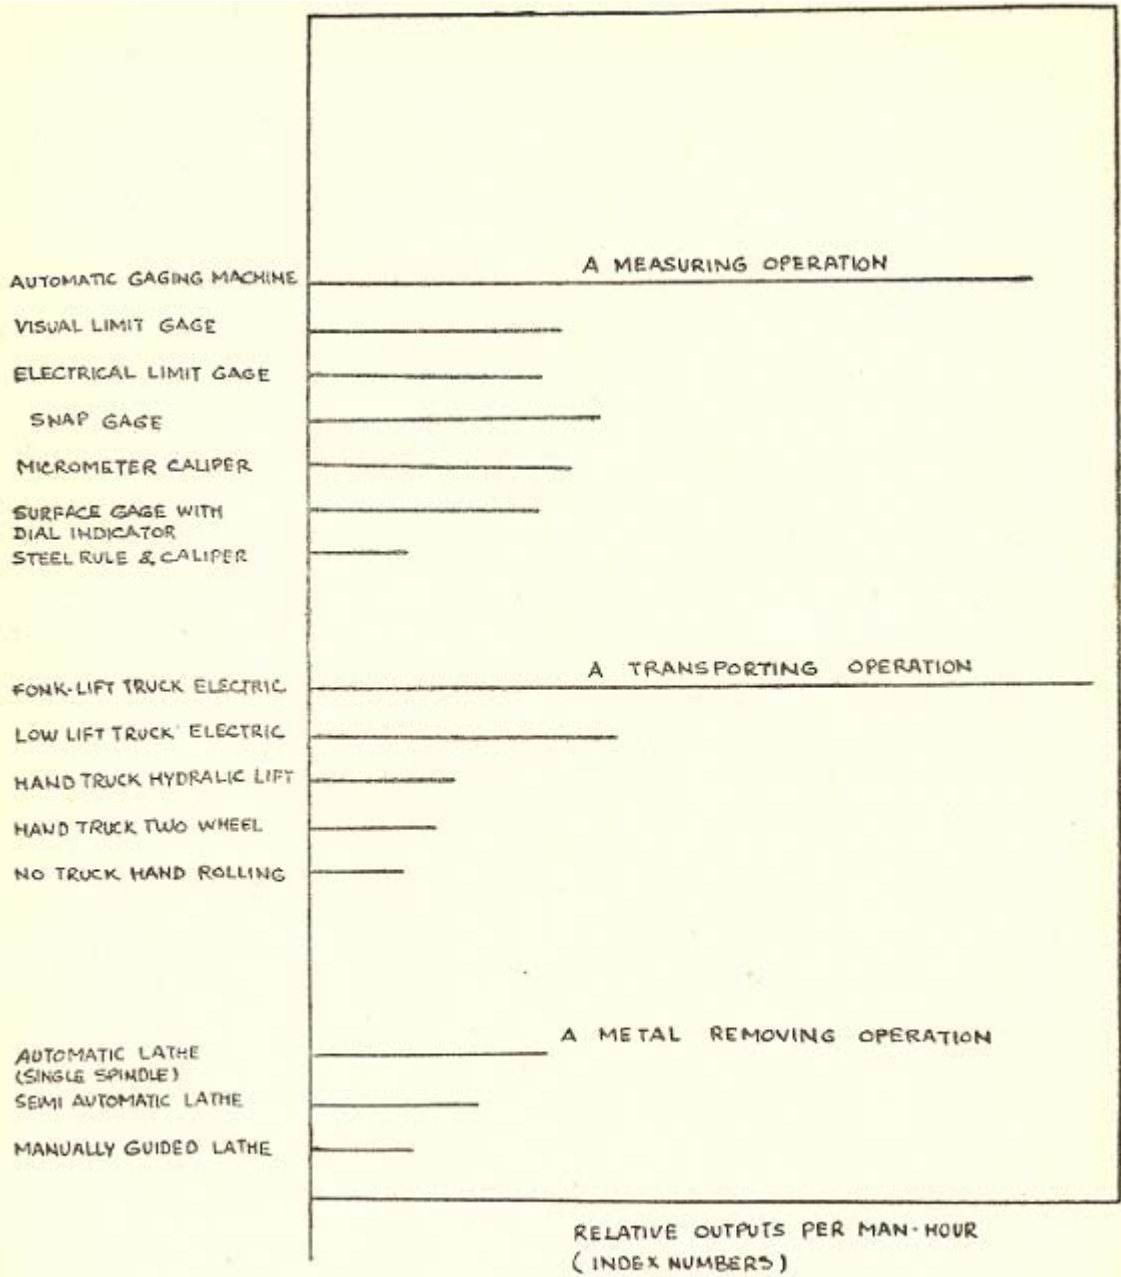 A MEASURING OPERATION
AUTOMATIC GAGING MACHINE
VISUAL LIMIT GAGE
ELECTRICAL LIMIT GAGE
SNAP GAGE
MICROMETER CALIPER
SURFACE GAGE WITH
DIAL INDICATOR
STEEL RULE & CALIPER
A TRANSPORTING OPERATION
FONK-LIFT TRUCK ELECTRIC
LOW LIFT TRUCK ELECTRIC
HAND TRUCK HYDRALIC LIFT
HAND TRUCK TWO WHEEL
NO TRUCK HAND ROLLING
A METAL REMOVING OPERATION
AUTOMATIC LATHE
(SINGLE SPINDLE)
SEMI AUTOMATIC LATHE
MANUALLY GUIDED LATHE
RELATIVE OUTPUTS PER MAN-HOUR
(INDEX NUMBERS)